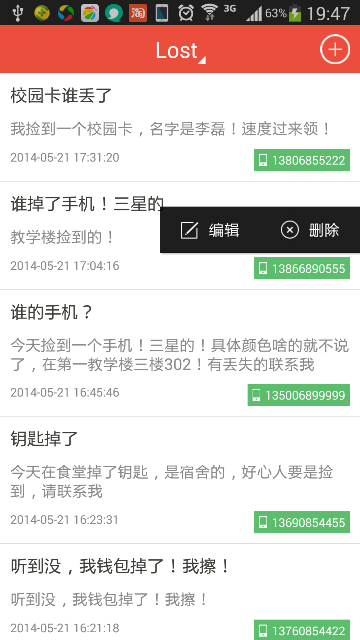 3G 63% 19:47
Lost
校园卡谁丢了
我捡到一个校园卡，名字是李磊！速度过来领！
2014-05-21 17:31:20 13806855222
谁掉了手机！三星的
编辑 删除
教学楼捡到的！
2014-05-21 17:04:16 13866890555
谁的手机？
今天捡到一个手机！三星的！具体颜色啥的就不说
了，在第一教学楼三楼302！有丢失的联系我
2014-05-21 16:45:46 135006899999
钥匙掉了
今天在食堂掉了钥匙，是宿舍的，好心人要是捡
到，请联系我
2014-05-21 16:23:31 13690854455
听到没，我钱包掉了！我擦！
听到没，我钱包掉了！我擦！
2014-05-21 16:21:18 13760854422